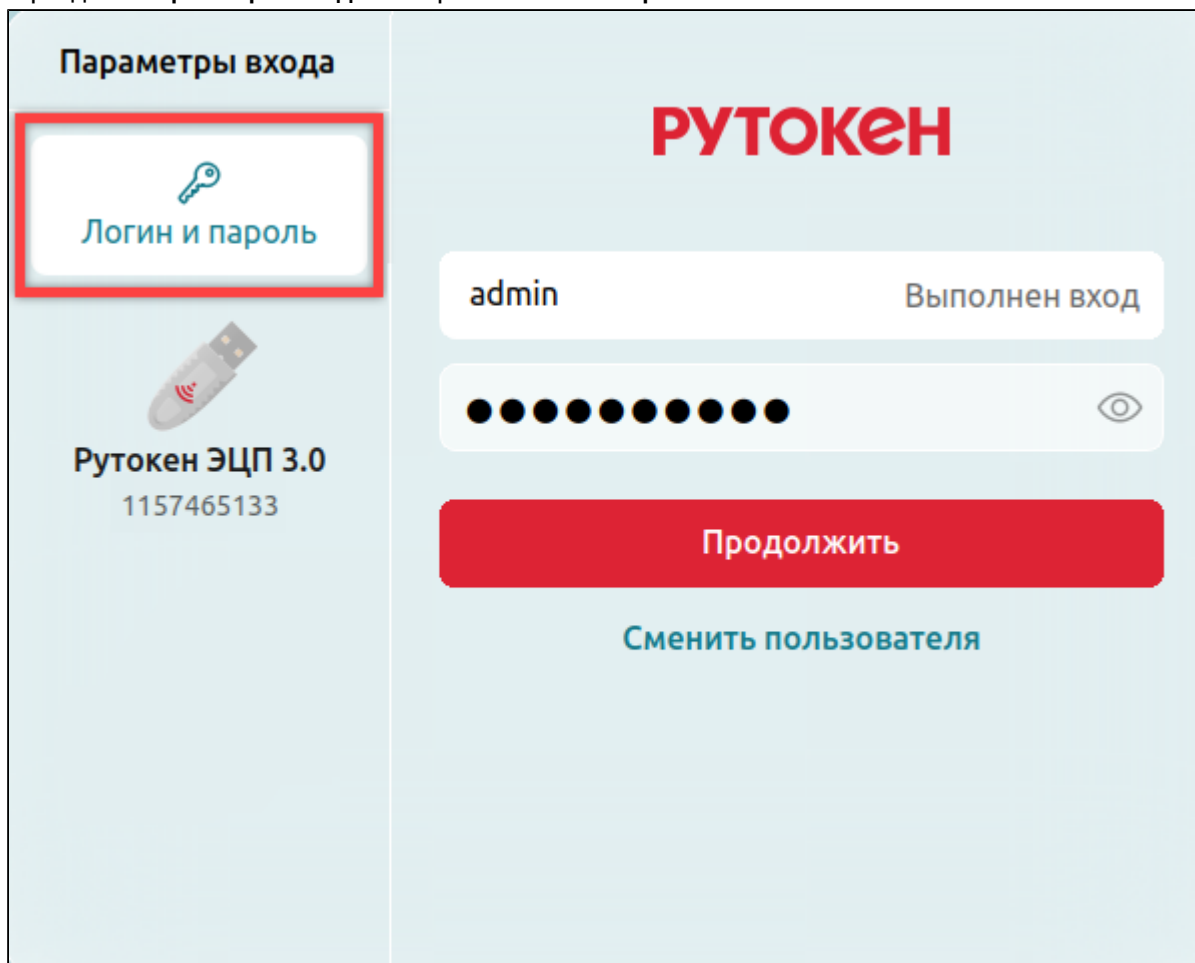 Параметры входа
Логин и пароль
Рутокен ЭЦП 3.0
1157465133
РУТОКЕН
admin
Выполнен вход
Продолжить
Сменить пользователя